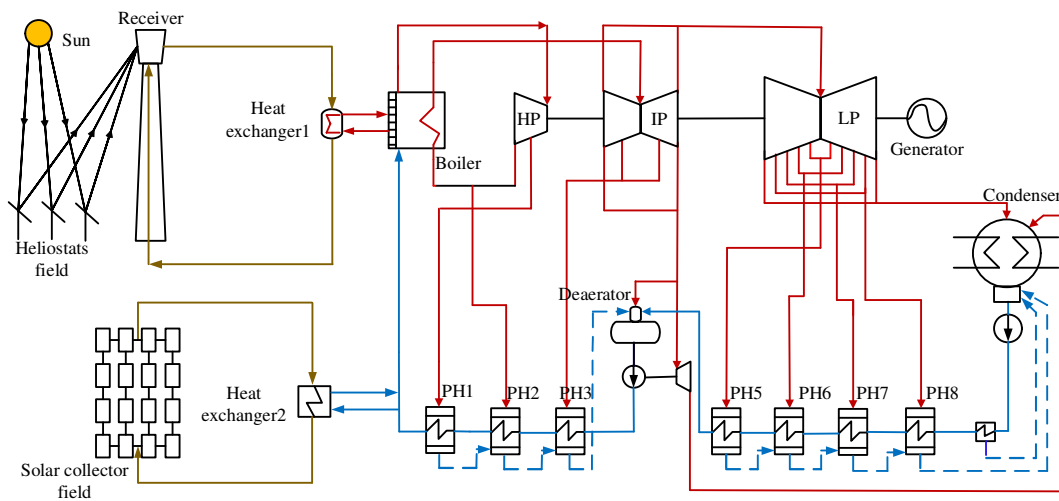 Receiver
Sun
Heat
exchanger1
Boiler
HP
IP
LP
Generator
Condenser
Heliostats
field
Deaerator
Heat
exchanger2
PH1
PH2
PH3
PH5
PH6
PH7
PH8
Solar collector
field